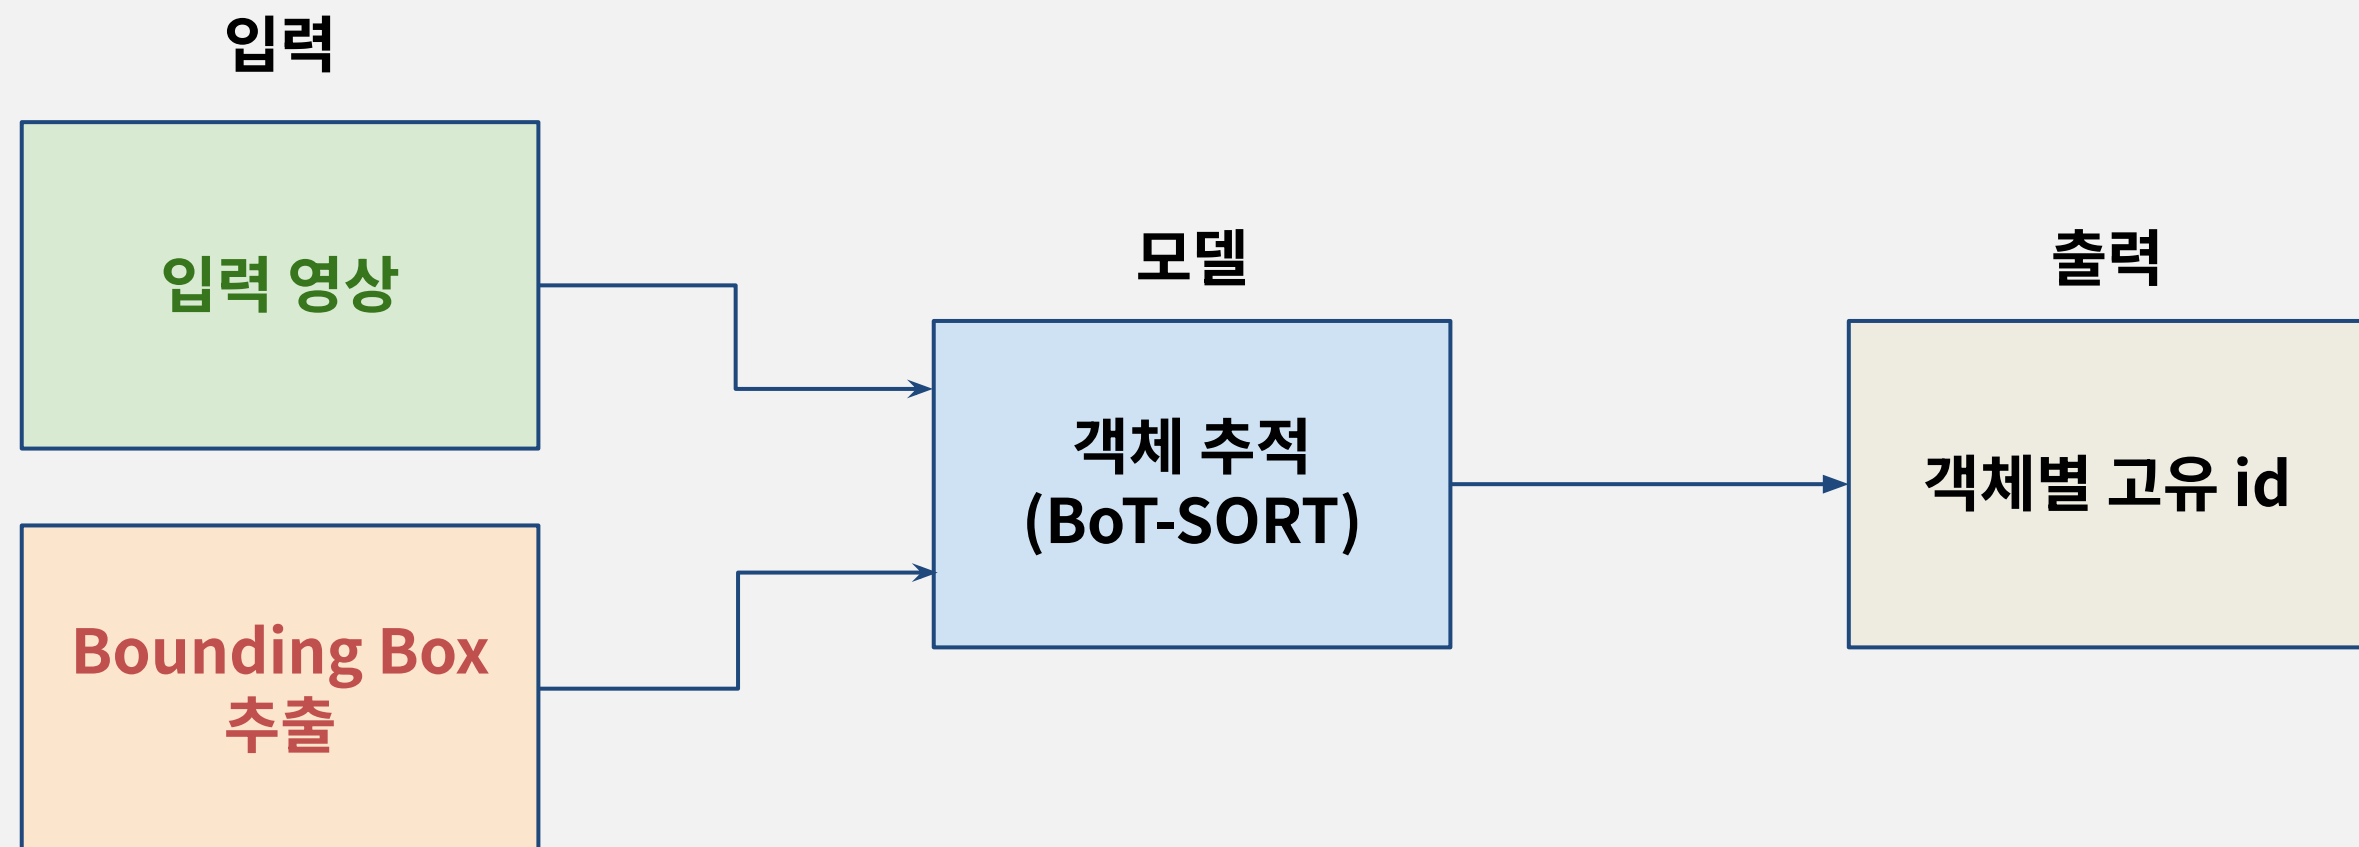 입력
입력 영상
Bounding Box
추출
모델
객체 추적
(BoT-SORT)
출력
객체별 고유 id